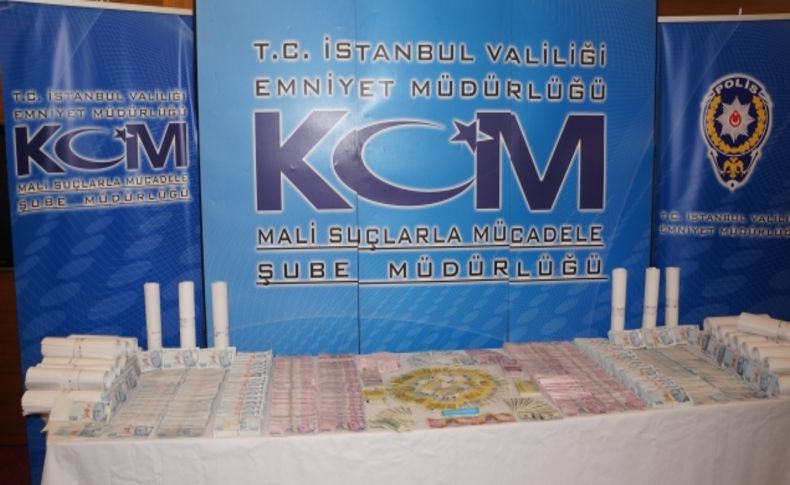 T.C. İSTANBUL VALİLİĞİ
EMNİYET MÜDÜRLÜĞÜ
KOM
MALİ SUÇLARLA MÜCADELE
ŞUBE MÜDÜRLÜĞÜ
T.C. İSTANBUL VALİLİĞİ
EMNİYET MÜDÜRLÜĞÜ
KOM
MALİ SUÇLARLA MÜCADELE
ŞUBE MÜDÜRLÜĞÜ
POLİS
T.C. İSTANBUL VALİLİĞ
EMNİYET MÜDÜRLÜĞÜ